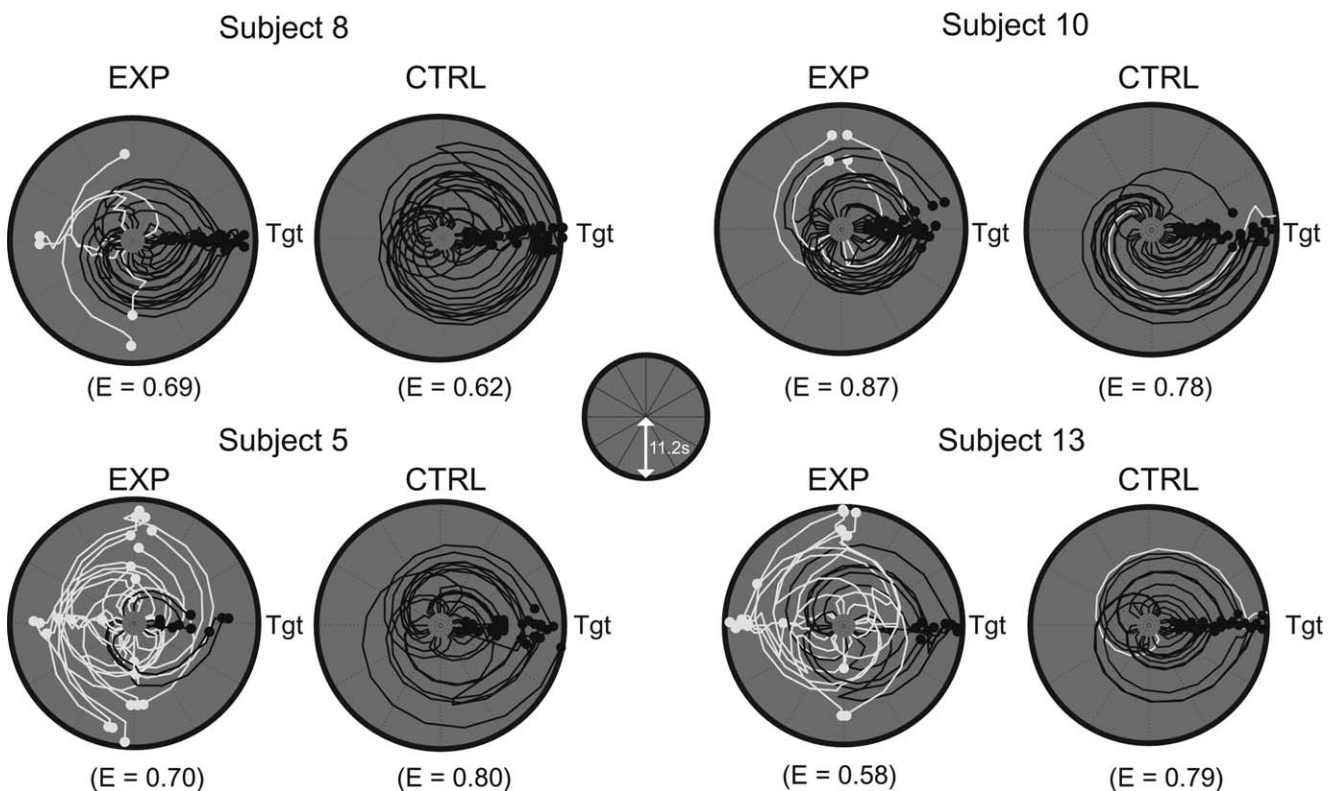 Subject 8
Subject 10
EXP
CTRL
EXP
CTRL
Tgt
Tgt
Tgt
Tgt
(E = 0.69)
(E = 0.62)
(E = 0.87)
(E = 0.78)
11.2s
Subject 5
Subject 13
EXP
CTRL
EXP
CTRL
Tgt
Tgt
Tgt
Tgt
(E = 0.70)
(E = 0.80)
(E = 0.58)
(E = 0.79)